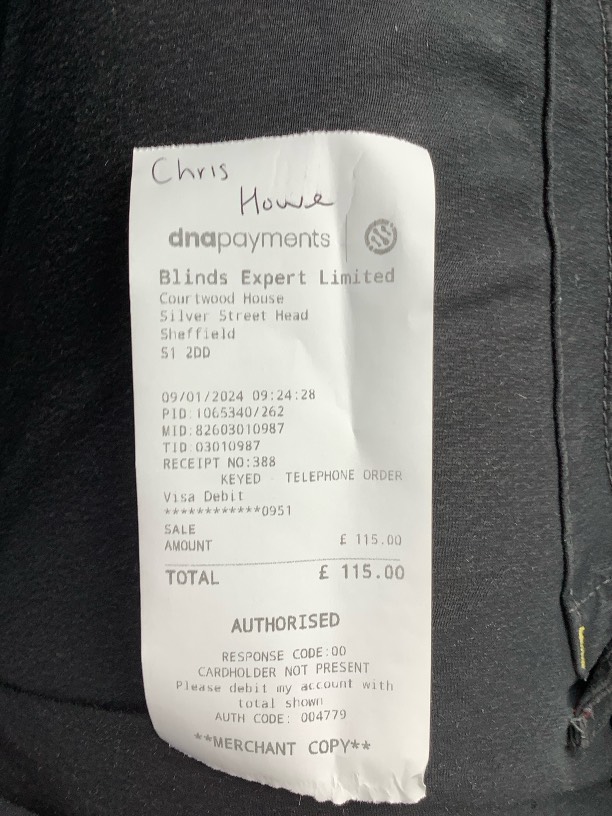 Chris
Howe
dnapayments
Blinds Expert Limited
Courtwood House
Silver Street Head
Sheffield
S1 2DD
09/01/2024 09:24:28
PID:1065340/262
MID:82603010987
TID:03010987
RECEIPT NO:388
KEYED TELEPHONE ORDER
Visa Debit
************0951
SALE
AMOUNT £ 115.00
TOTAL £ 115.00
AUTHORISED
RESPONSE CODE:00
CARDHOLDER NOT PRESENT
Please debit my account with
total shown
AUTH CODE: 004779
**MERCHANT COPY**